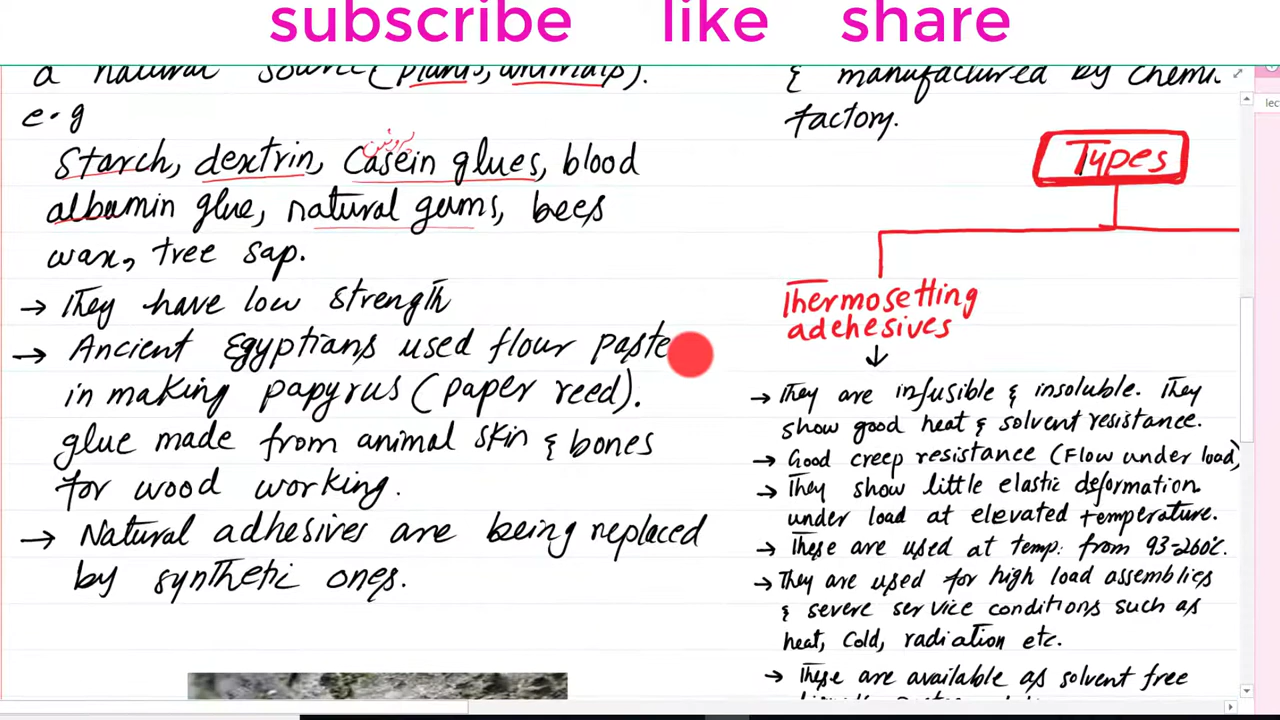 subscribe like share
a natural source (plants, animals).
e.g
Starch, dextrin, Casein glues, blood
albumin glue, natural gums, bees
wax, tree sap.
→ They have low strength
→ Ancient Egyptians used flour paste
in making papyrus (paper reed).
glue made from animal skin & bones
for wood working.
→ Natural adhesives are being replaced
by synthetic ones.
& manufactured by chemi.
factory.
Types
Thermosetting
adehesives
→ They are infusible & insoluble. They
show good heat & solvent resistance.
→ Good creep resistance (Flow under load)
→ They show little elastic deformation
under load at elevated temperature.
→ These are used at temp: from 93-260°c.
→ They are used for high load assemblies
& severe service conditions such as
heat, cold, radiation etc.
→ These are available as solvent free
lec